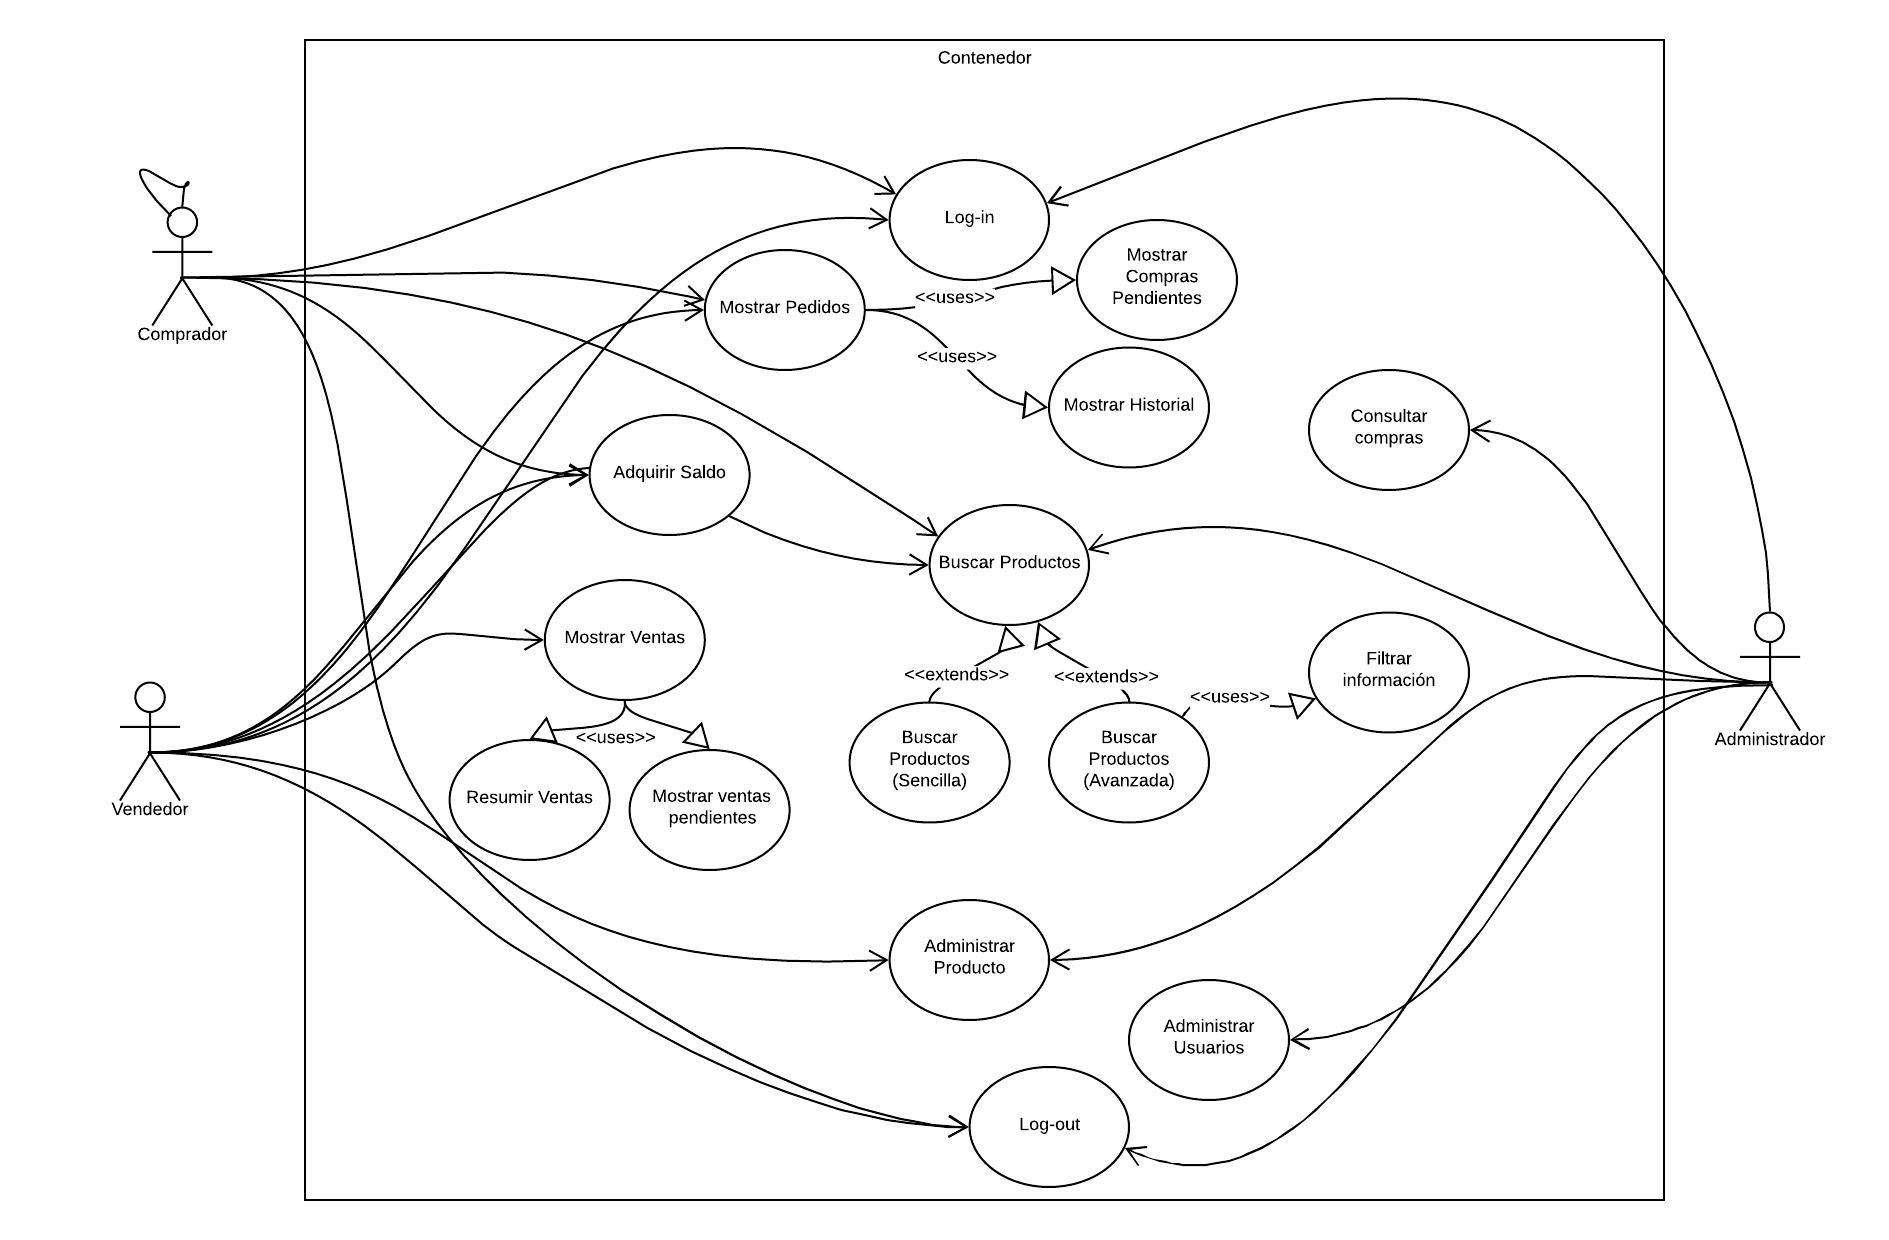 Contenedor
Log-in
Mostrar
Compras
Pendientes
<<uses>>
Mostrar Pedidos
Comprador
<<uses>>
Mostrar Historial
Consultar
compras
Adquirir Saldo
Buscar Productos
Mostrar Ventas
Filtrar
información
<<extends>>
<<extends>>
<<uses>>
<<uses>>
Buscar
Productos
(Sencilla)
Buscar
Productos
(Avanzada)
Administrador
Resumir Ventas
Mostrar ventas
pendientes
Vendedor
Administrar
Producto
Administrar
Usuarios
Log-out